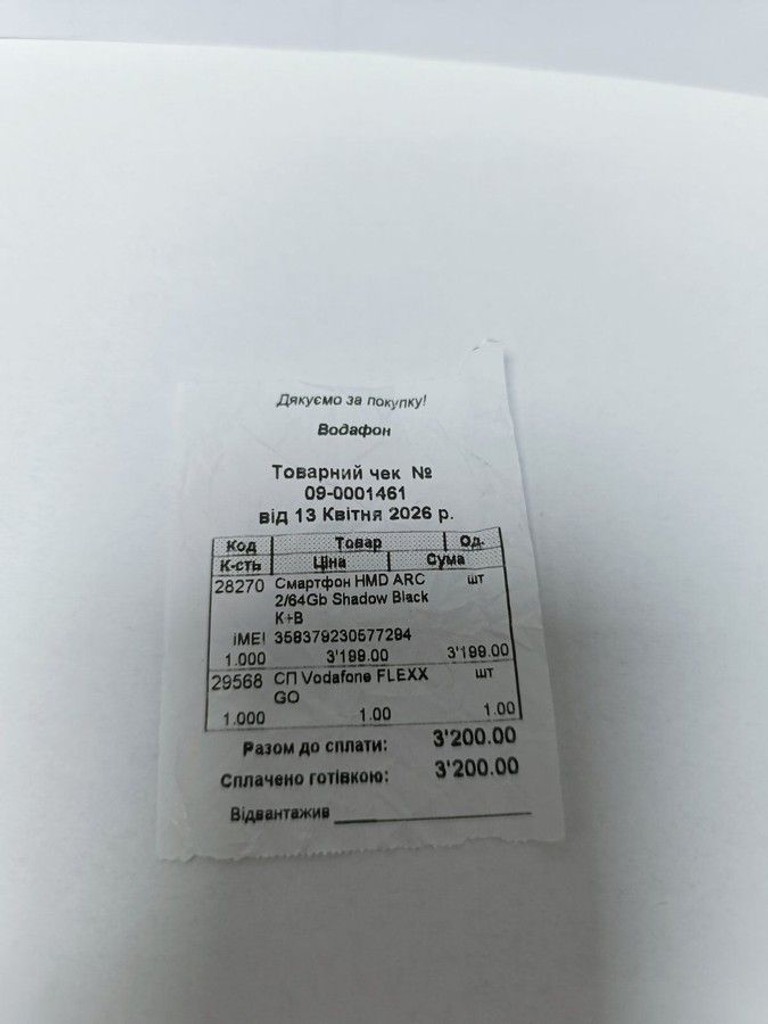 Дякуємо за покупку!
Водафон
Товарний чек №
09-0001461
від 13 Квітня 2026 р.
Код Товар Од.
К-сть Ціна Сума
28270 Смартфон HMD ARC шт
2/64Gb Shadow Black
K+B
iMEI 358379230577294
1.000 3'199.00 3'199.00
29568 СП Vodafone FLEXX шт
GO
1.000 1.00 1.00
Разом до сплати: 3'200.00
Сплачено готівкою: 3'200.00
Відвантажив